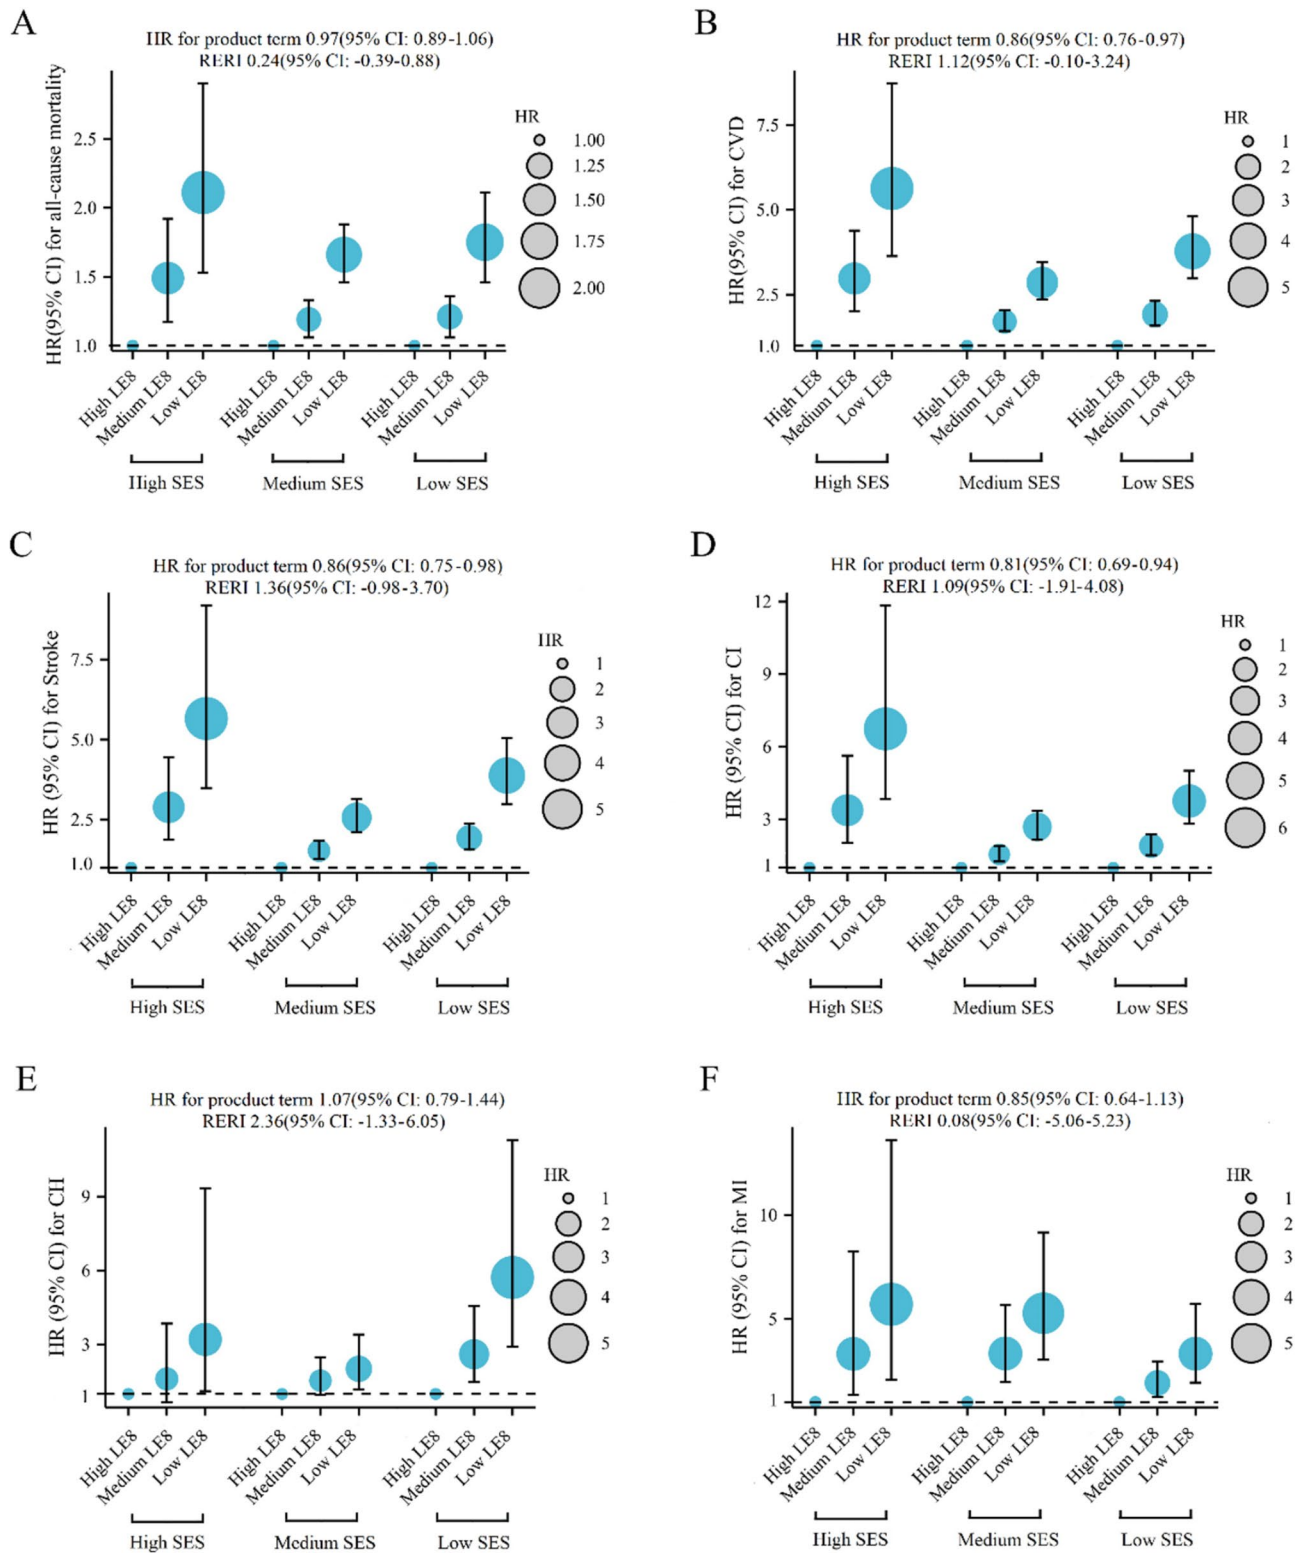 A
HR for product term 0.97(95% CI: 0.89-1.06)
RERI 0.24(95% CI: -0.39-0.88)
HR(95% CI) for all-cause mortality
2.5
2.0
1.5
1.0
HR
1.00
1.25
1.50
1.75
2.00
High LE8
Medium LE8
Low LE8
High LE8
Medium LE8
Low LE8
High LE8
Medium LE8
Low LE8
High SES
Medium SES
Low SES
B
HR for product term 0.86(95% CI: 0.76-0.97)
RERI 1.12(95% CI: -0.10-3.24)
HR(95% CI) for CVD
7.5
5.0
2.5
1.0
HR
1
2
3
4
5
High LE8
Medium LE8
Low LE8
High LE8
Medium LE8
Low LE8
High LE8
Medium LE8
Low LE8
High SES
Medium SES
Low SES
C
HR for product term 0.86(95% CI: 0.75-0.98)
RERI 1.36(95% CI: -0.98-3.70)
HR (95% CI) for Stroke
7.5
5.0
2.5
1.0
HR
1
2
3
4
5
High LE8
Medium LE8
Low LE8
High LE8
Medium LE8
Low LE8
High LE8
Medium LE8
Low LE8
High SES
Medium SES
Low SES
D
HR for product term 0.81(95% CI: 0.69-0.94)
RERI 1.09(95% CI: -1.91-4.08)
HR (95% CI) for CI
12
9
6
3
1
HR
1
2
3
4
5
6
High LE8
Medium LE8
Low LE8
High LE8
Medium LE8
Low LE8
High LE8
Medium LE8
Low LE8
High SES
Medium SES
Low SES
E
HR for procduct term 1.07(95% CI: 0.79-1.44)
RERI 2.36(95% CI: -1.33-6.05)
HR (95% CI) for CH
9
6
3
1
HR
1
2
3
4
5
High LE8
Medium LE8
Low LE8
High LE8
Medium LE8
Low LE8
High LE8
Medium LE8
Low LE8
High SES
Medium SES
Low SES
F
HR for product term 0.85(95% CI: 0.64-1.13)
RERI 0.08(95% CI: -5.06-5.23)
HR (95% CI) for MI
10
5
1
HR
1
2
3
4
5
High LE8
Medium LE8
Low LE8
High LE8
Medium LE8
Low LE8
High LE8
Medium LE8
Low LE8
High SES
Medium SES
Low SES